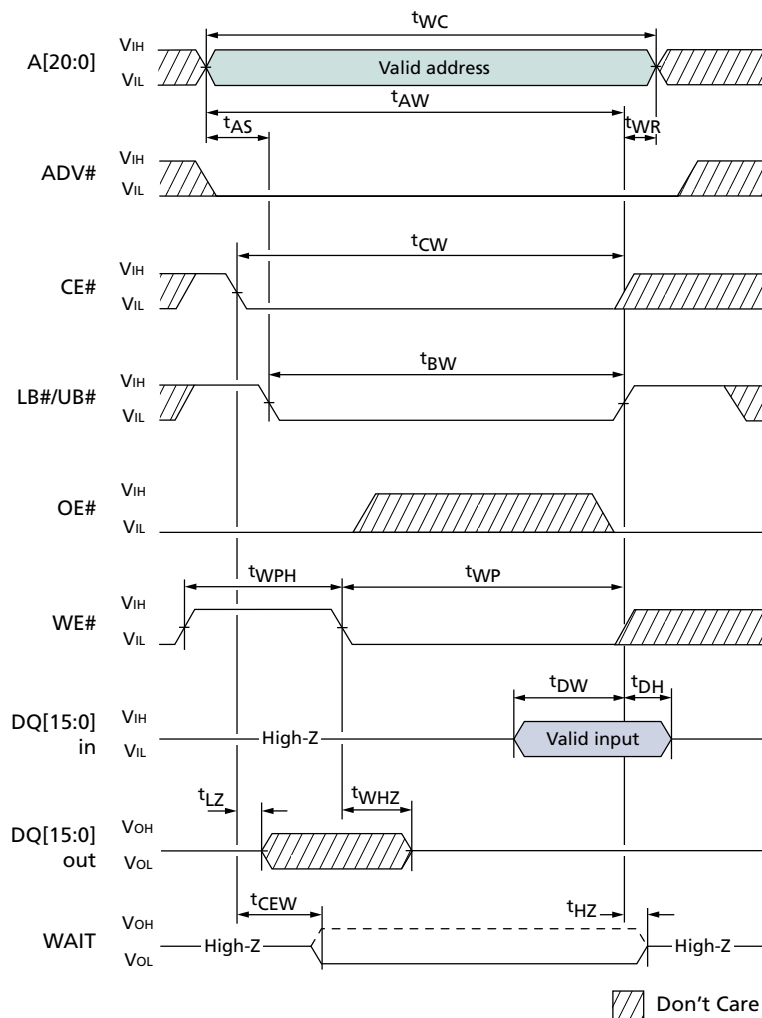 tWC
A[20:0] VIH VIL Valid address
tAW
tAS tWR
ADV# VIH VIL
tCW
CE# VIH VIL
tBW
LB#/UB# VIH VIL
OE# VIH VIL
tWPH tWP
WE# VIH VIL
tDW tDH
DQ[15:0] in VIH VIL High-Z Valid input
tLZ tWHZ
DQ[15:0] out VOH VOL
tCEW tHZ
WAIT VOH VOL High-Z High-Z
Don't Care